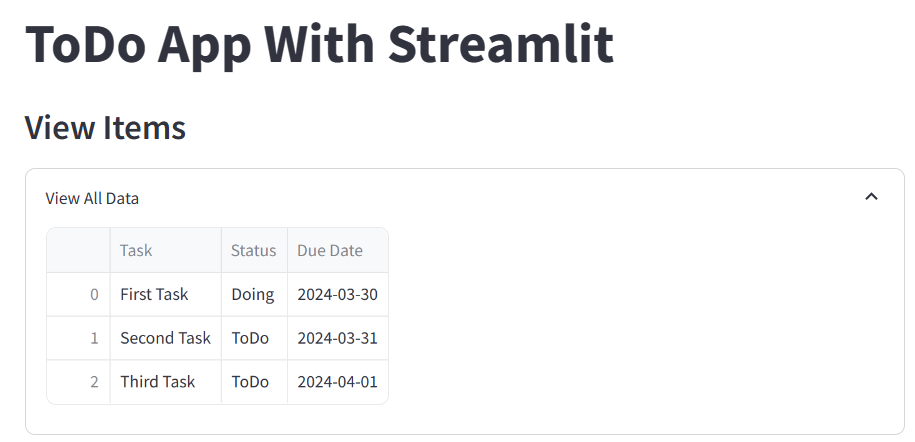 ToDo App With Streamlit
View Items
View All Data
Task Status Due Date
0 First Task Doing 2024-03-30
1 Second Task ToDo 2024-03-31
2 Third Task ToDo 2024-04-01